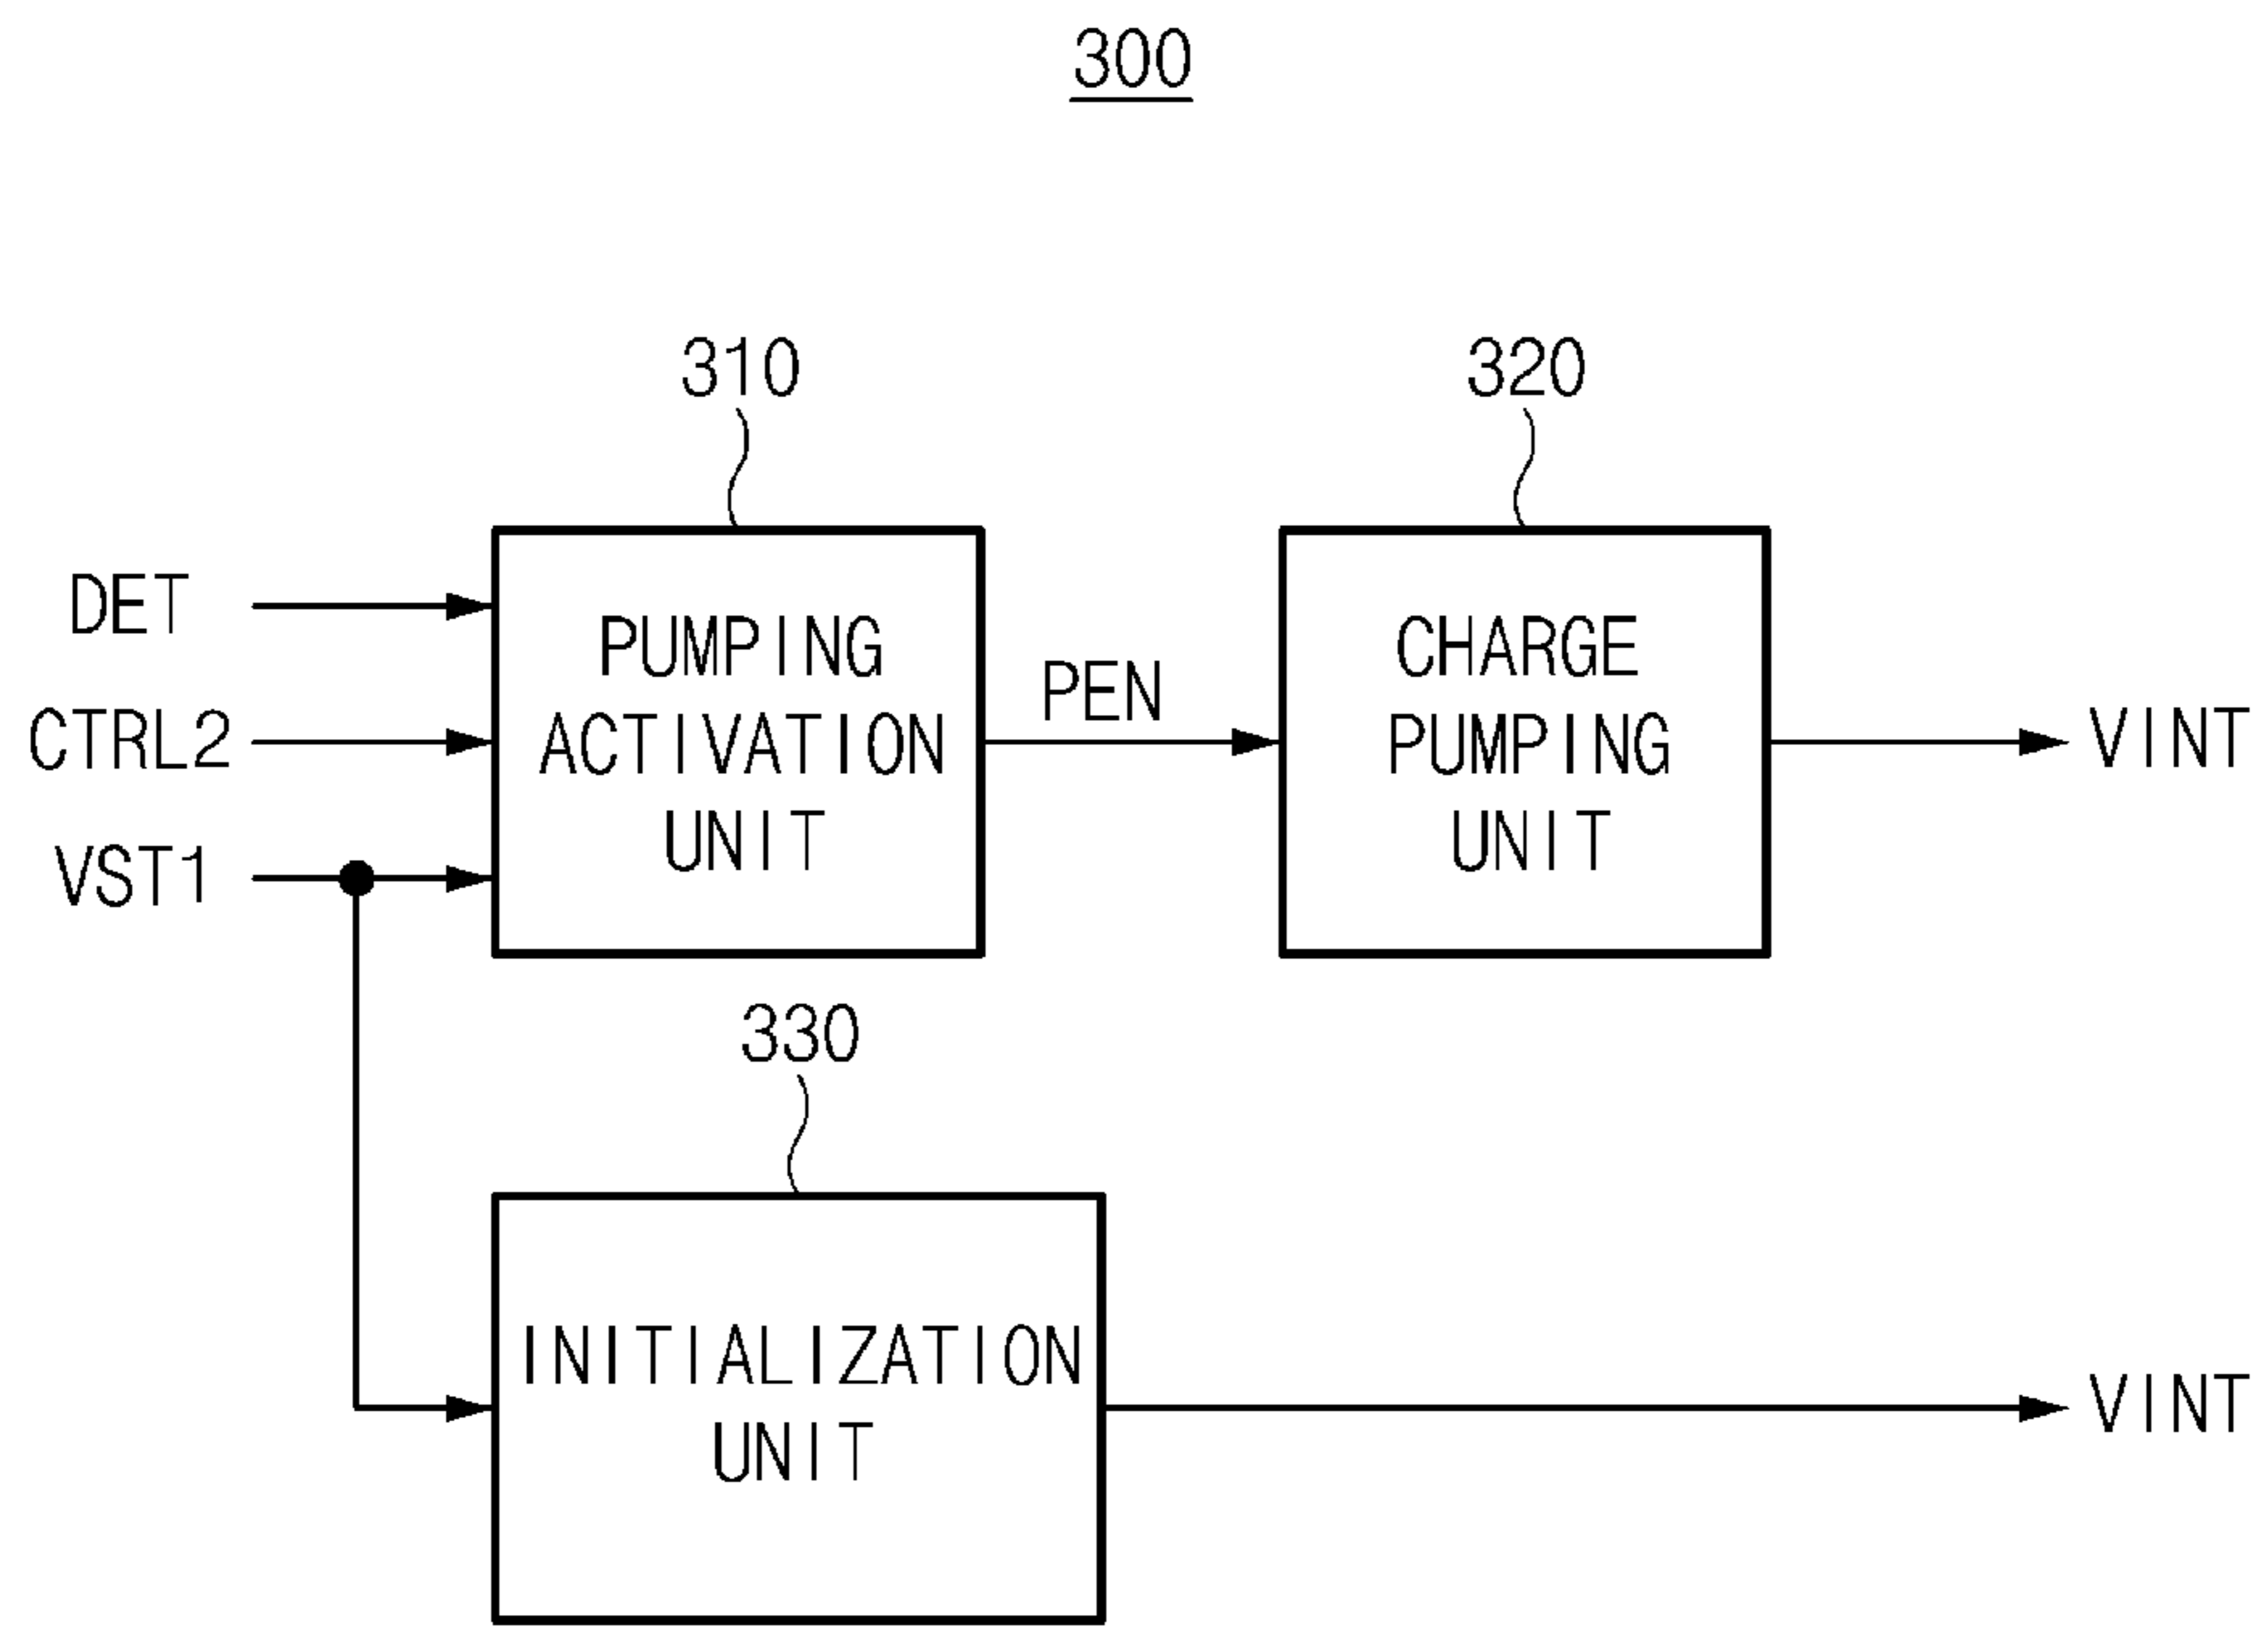 300
310
320
DET
CTRL2
VST1
PUMPING
ACTIVATION
UNIT
PEN
CHARGE
PUMPING
UNIT
VINT
330
INITIALIZATION
UNIT
VINT